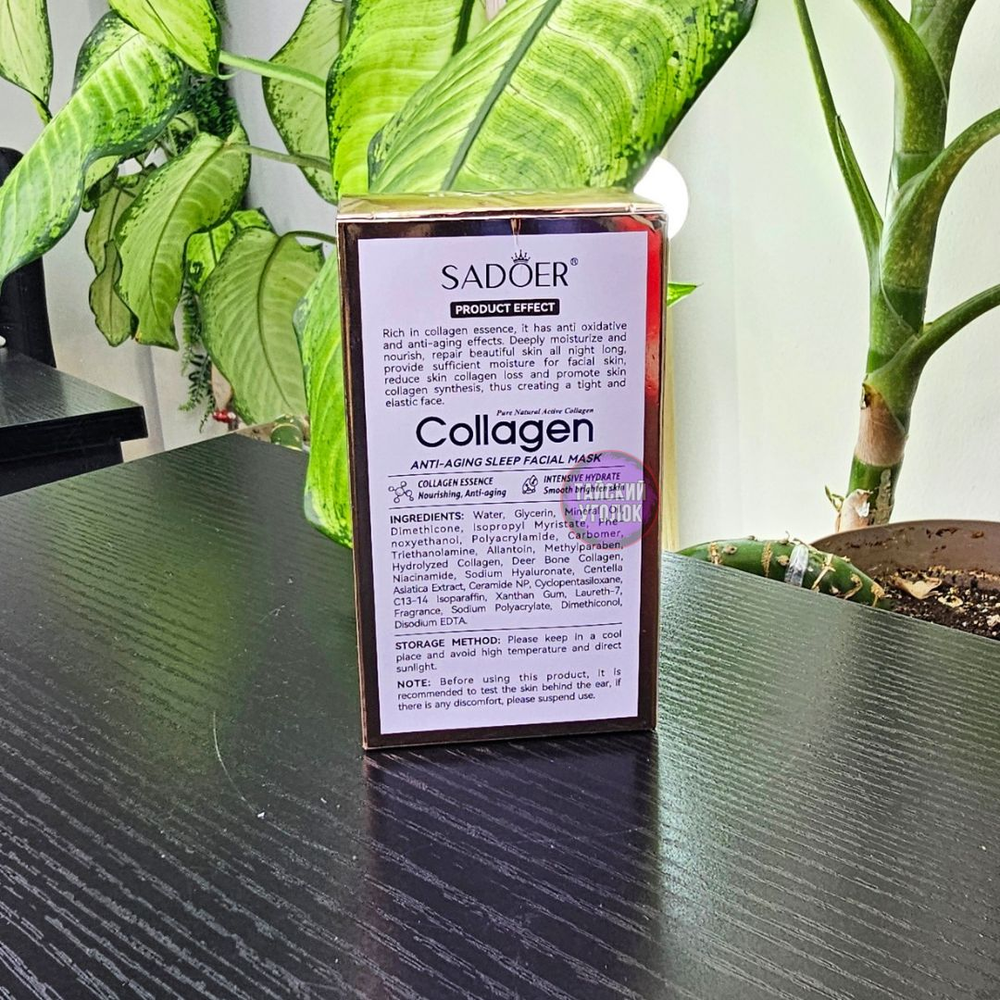 SADOER®
PRODUCT EFFECT
Rich in collagen essence, it has anti oxidative
and anti-aging effects. Deeply moisturize and
nourish, repair beautiful skin all night long,
provide sufficient moisture for facial skin,
reduce skin collagen loss and promote skin
collagen synthesis, thus creating a tight and
elastic face.
Pure Natural Active Collagen
Collagen
ANTI-AGING SLEEP FACIAL MASK
COLLAGEN ESSENCE
Nourishing, Anti-aging
INTENSIVE HYDRATE
Smooth brighten skin
ТАЙСКИЙ
УГОЛОК
INGREDIENTS: Water, Glycerin, Mineral
Dimethicone, Isopropyl Myristate, Phe-
noxyethanol, Polyacrylamide, Carbomer,
Triethanolamine, Allantoin, Methylparaben,
Hydrolyzed Collagen, Deer Bone Collagen,
Niacinamide, Sodium Hyaluronate, Centella
Asiatica Extract, Ceramide NP, Cyclopentasiloxane,
C13-14 Isoparaffin, Xanthan Gum, Laureth-7,
Fragrance, Sodium Polyacrylate, Dimethiconol,
Disodium EDTA.
STORAGE METHOD: Please keep in a cool
place and avoid high temperature and direct
sunlight.
NOTE: Before using this product, it is
recommended to test the skin behind the ear, if
there is any discomfort, please suspend use.